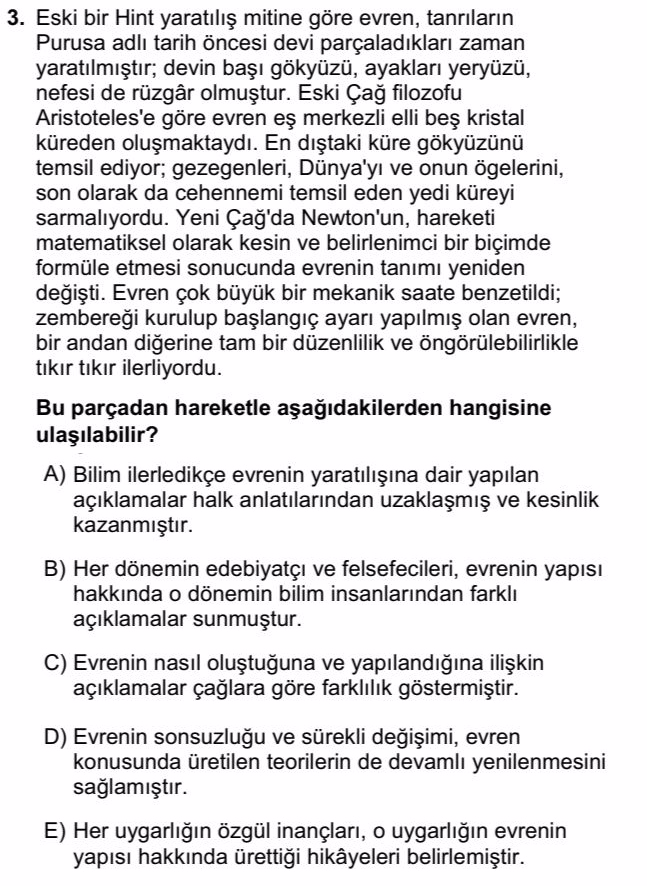 3. Eski bir Hint yaratılış mitine göre evren, tanrıların
Purusa adlı tarih öncesi devi parçaladıkları zaman
yaratılmıştır; devin başı gökyüzü, ayakları yeryüzü,
nefesi de rüzgâr olmuştur. Eski Çağ filozofu
Aristoteles'e göre evren eş merkezli elli beş kristal
küreden oluşmaktaydı. En dıştaki küre gökyüzünü
temsil ediyor; gezegenleri, Dünya'yı ve onun ögelerini,
son olarak da cehennemi temsil eden yedi küreyi
sarmalıyordu. Yeni Çağ'da Newton'un, hareketi
matematiksel olarak kesin ve belirlenimci bir biçimde
formüle etmesi sonucunda evrenin tanımı yeniden
değişti. Evren çok büyük bir mekanik saate benzetildi;
zembereği kurulup başlangıç ayarı yapılmış olan evren,
bir andan diğerine tam bir düzenlilik ve öngörülebilirlikle
tıkır tıkır ilerliyordu.
Bu parçadan hareketle aşağıdakilerden hangisine
ulaşılabilir?
A) Bilim ilerledikçe evrenin yaratılışına dair yapılan
açıklamalar halk anlatılarından uzaklaşmış ve kesinlik
kazanmıştır.
B) Her dönemin edebiyatçı ve felsefecileri, evrenin yapısı
hakkında o dönemin bilim insanlarından farklı
açıklamalar sunmuştur.
C) Evrenin nasıl oluştuğuna ve yapılandığına ilişkin
açıklamalar çağlara göre farklılık göstermiştir.
D) Evrenin sonsuzluğu ve sürekli değişimi, evren
konusunda üretilen teorilerin de devamlı yenilenmesini
sağlamıştır.
E) Her uygarlığın özgül inançları, o uygarlığın evrenin
yapısı hakkında ürettiği hikâyeleri belirlemiştir.